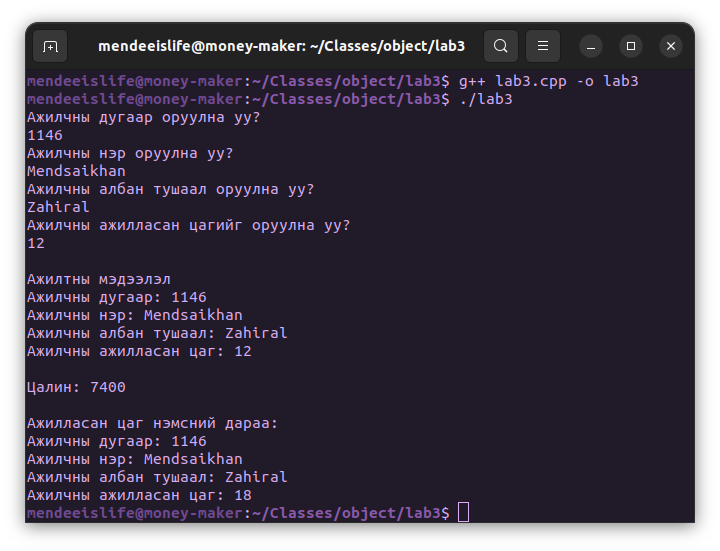 mendeeislife@money-maker: ~/Classes/object/lab3
mendeeislife@money-maker:~/Classes/object/lab3$ g++ lab3.cpp -o lab3
mendeeislife@money-maker:~/Classes/object/lab3$ ./lab3
Ажилчны дугаар оруулна уу?
1146
Ажилчны нэр оруулна уу?
Mendsaikhan
Ажилчны албан тушаал оруулна уу?
Zahiral
Ажилчны ажилласан цагийг оруулна уу?
12
Ажилтны мэдээлэл
Ажилчны дугаар: 1146
Ажилчны нэр: Mendsaikhan
Ажилчны албан тушаал: Zahiral
Ажилчны ажилласан цаг: 12
Цалин: 7400
Ажилласан цаг нэмсний дараа:
Ажилчны дугаар: 1146
Ажилчны нэр: Mendsaikhan
Ажилчны албан тушаал: Zahiral
Ажилчны ажилласан цаг: 18
mendeeislife@money-maker:~/Classes/object/lab3$